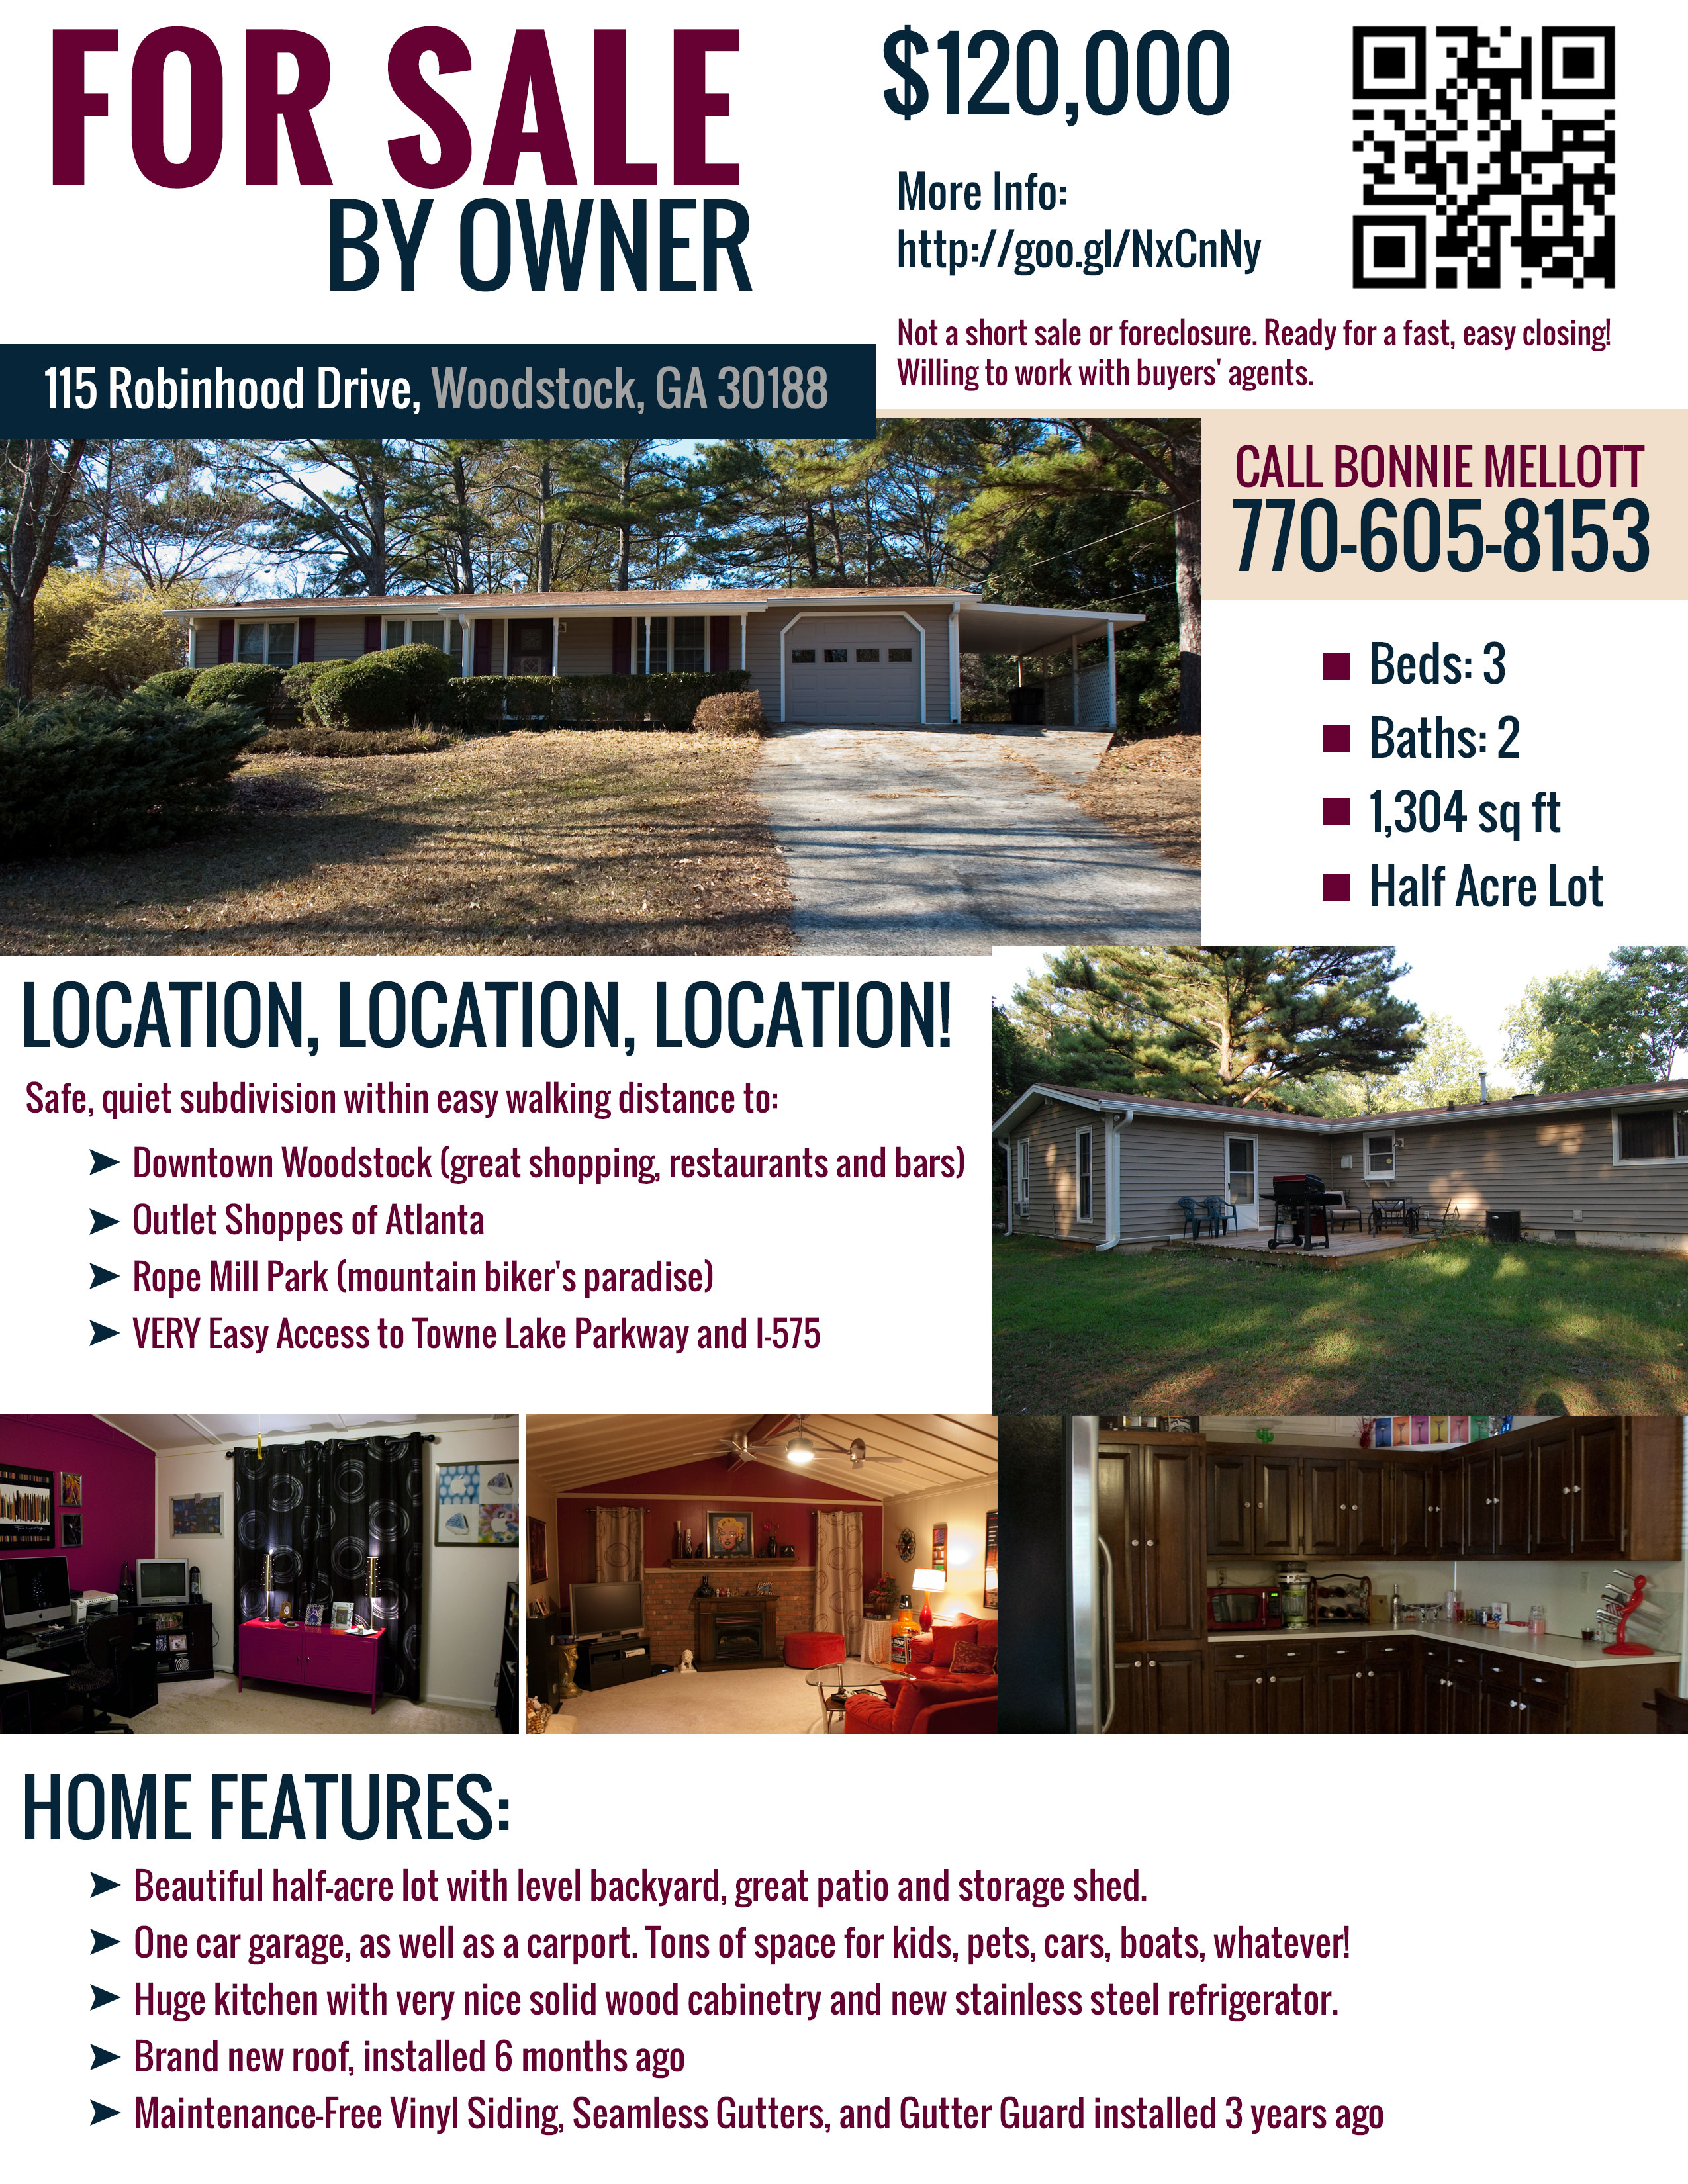 FOR SALE
BY OWNER
$120,000
More Info:
http://goo.gl/NxCnNy
Not a short sale or foreclosure. Ready for a fast, easy closing!
Willing to work with buyers' agents.
115 Robinhood Drive, Woodstock, GA 30188
CALL BONNIE MELLOTT
770-605-8153
Beds: 3
Baths: 2
1,304 sq ft
Half Acre Lot
LOCATION, LOCATION, LOCATION!
Safe, quiet subdivision within easy walking distance to:
Downtown Woodstock (great shopping, restaurants and bars)
Outlet Shoppes of Atlanta
Rope Mill Park (mountain biker's paradise)
VERY Easy Access to Towne Lake Parkway and I-575
HOME FEATURES:
Beautiful half-acre lot with level backyard, great patio and storage shed.
One car garage, as well as a carport. Tons of space for kids, pets, cars, boats, whatever!
Huge kitchen with very nice solid wood cabinetry and new stainless steel refrigerator.
Brand new roof, installed 6 months ago
Maintenance-Free Vinyl Siding, Seamless Gutters, and Gutter Guard installed 3 years ago